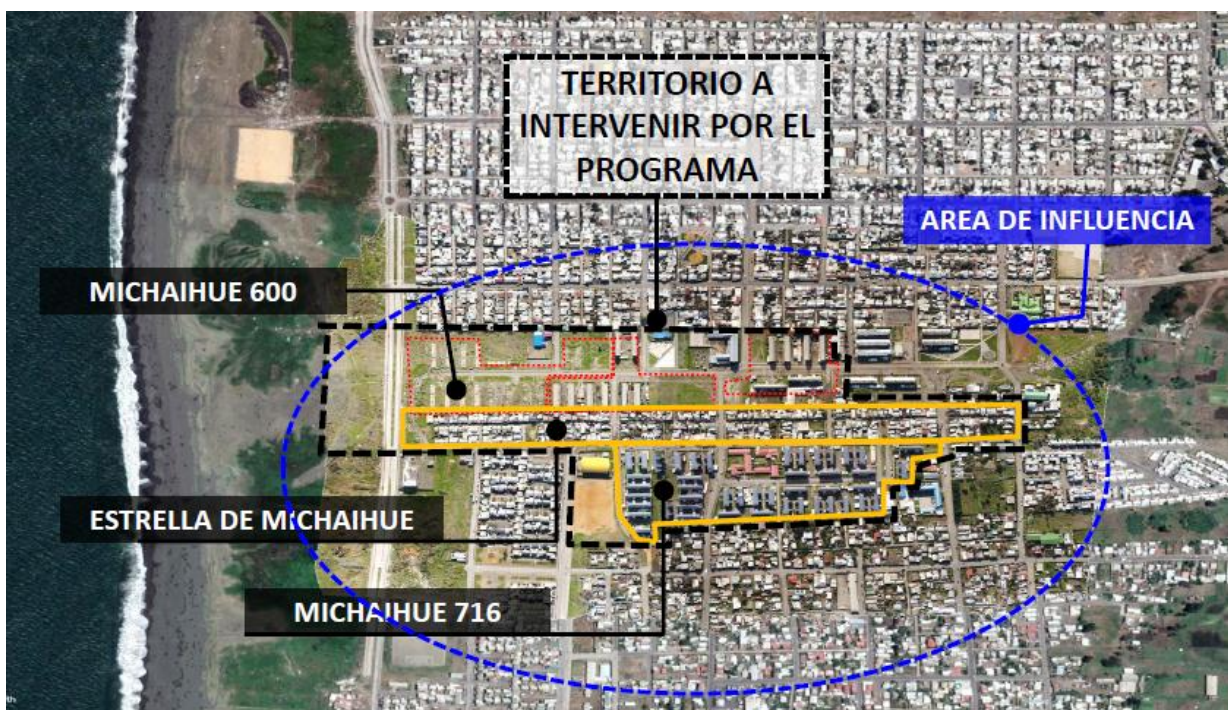 TERRITORIO A
INTERVENIR POR EL
PROGRAMA
AREA DE INFLUENCIA
MICHAIHUE 600
ESTRELLA DE MICHAIHUE
MICHAIHUE 716